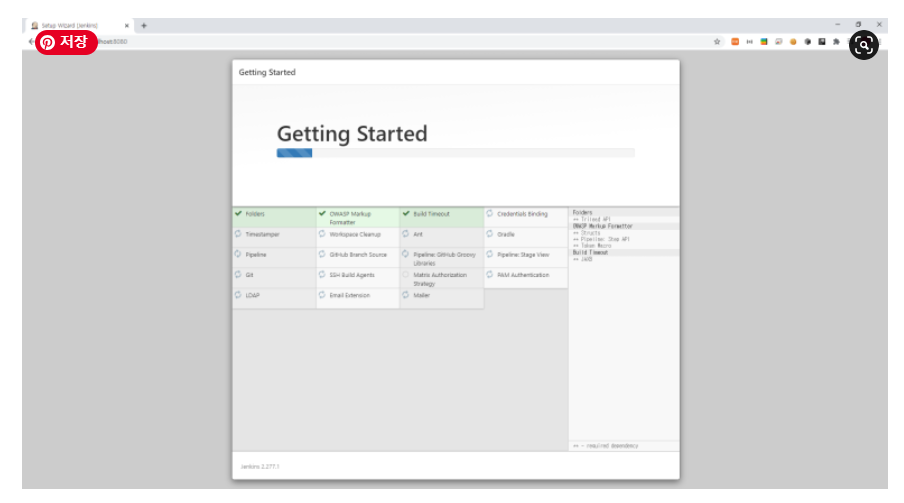 Setup Wizard [Jenkins]
저장
host:8080
Getting Started
Getting Started
Folders
OWASP Markup
Formatter
Build Timeout
Credentials Binding
Timestamper
Workspace Cleanup
Ant
Gradle
Pipeline
GitHub Branch Source
Pipeline: GitHub Groovy
Libraries
Pipeline: Stage View
Git
SSH Build Agents
Matrix Authorization
Strategy
PAM Authentication
LDAP
Email Extension
Mailer
Folders
** Trilead API
OWASP Markup Formatter
** Structs
** Pipeline: Step API
** Token Macro
Build Timeout
** JAXB
** - required dependency
Jenkins 2.277.1